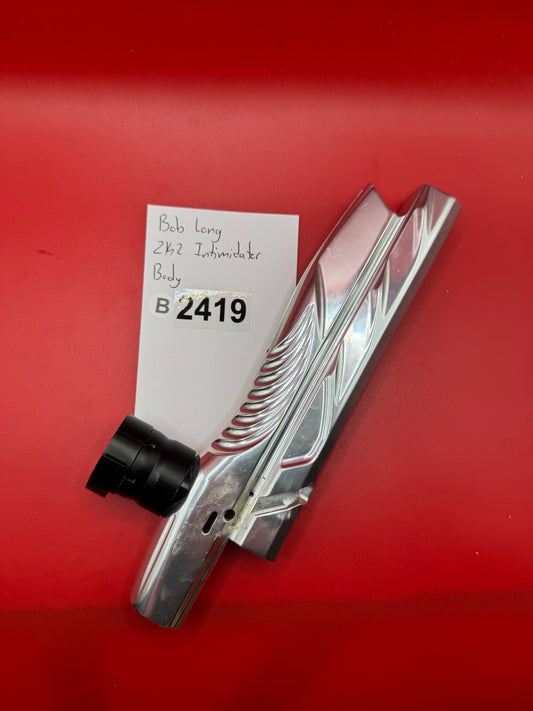 Bob Long
2k2 Intimidator
Body
B 2419